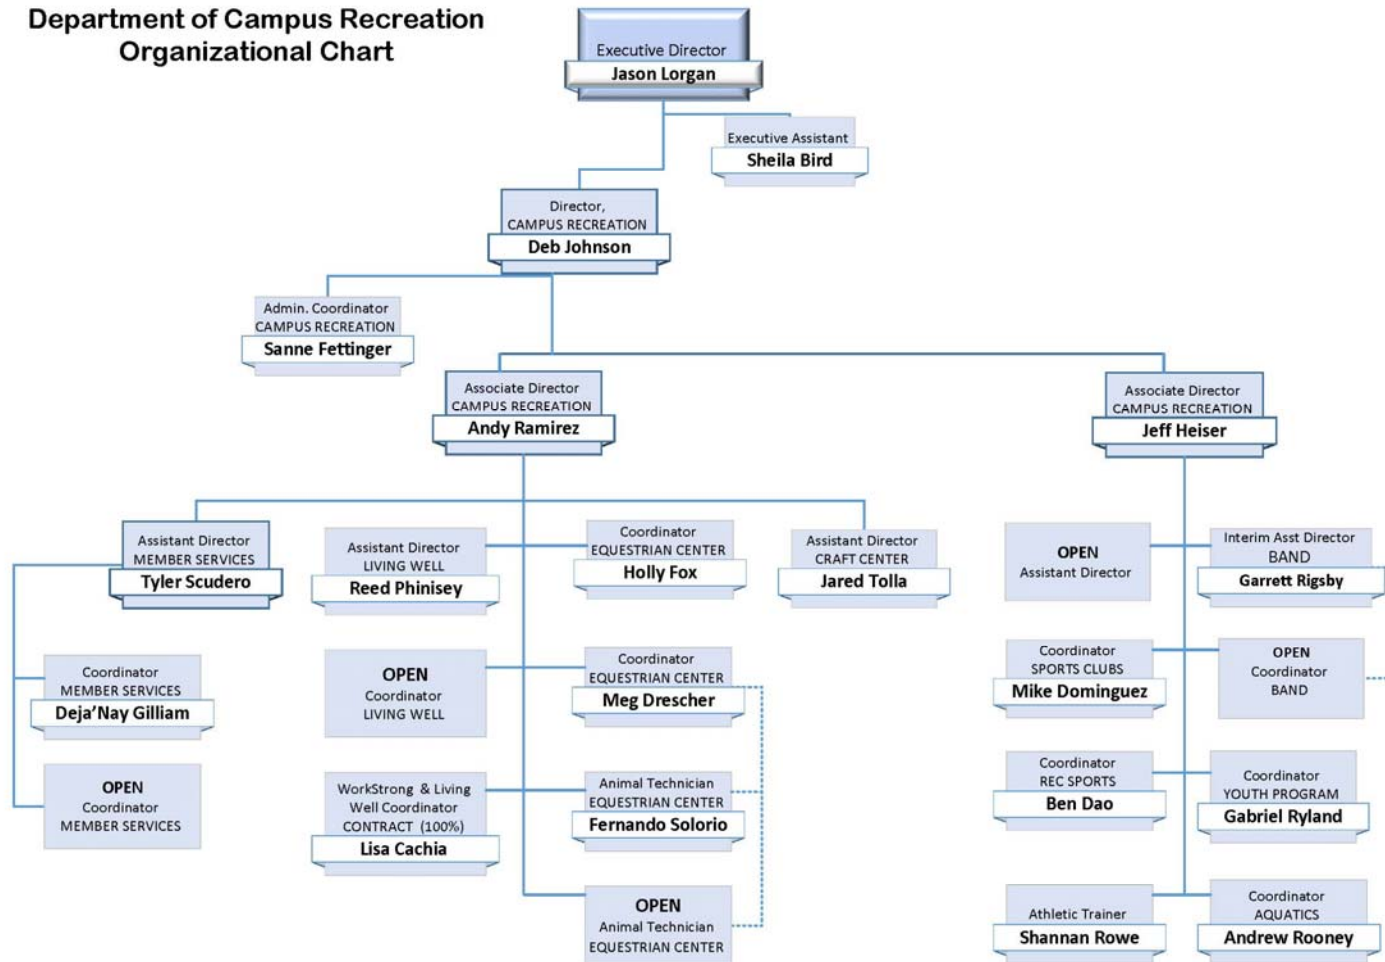 Department of Campus Recreation
Organizational Chart
Executive Director
Jason Lorgan
Executive Assistant
Sheila Bird
Director,
CAMPUS RECREATION
Deb Johnson
Admin. Coordinator
CAMPUS RECREATION
Sanne Fettinger
Associate Director
CAMPUS RECREATION
Andy Ramirez
Associate Director
CAMPUS RECREATION
Jeff Heiser
Assistant Director
MEMBER SERVICES
Tyler Scudero
Assistant Director
LIVING WELL
Reed Phinisey
Coordinator
EQUESTRIAN CENTER
Holly Fox
Assistant Director
CRAFT CENTER
Jared Tolla
OPEN
Assistant Director
Interim Asst Director
BAND
Garrett Rigsby
Coordinator
MEMBER SERVICES
Deja’Nay Gilliam
OPEN
Coordinator
LIVING WELL
Coordinator
EQUESTRIAN CENTER
Meg Drescher
Coordinator
SPORTS CLUBS
Mike Dominguez
OPEN
Coordinator
BAND
OPEN
Coordinator
MEMBER SERVICES
WorkStrong & Living
Well Coordinator
CONTRACT (100%)
Lisa Cachia
Animal Technician
EQUESTRIAN CENTER
Fernando Solorio
Coordinator
REC SPORTS
Ben Dao
Coordinator
YOUTH PROGRAM
Gabriel Ryland
OPEN
Animal Technician
EQUESTRIAN CENTER
Athletic Trainer
Shannan Rowe
Coordinator
AQUATICS
Andrew Rooney